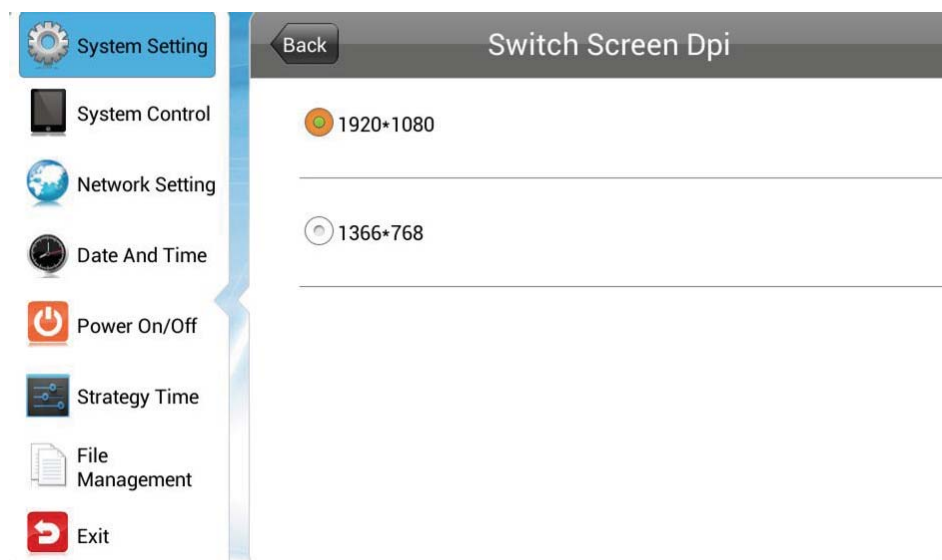 System Setting
System Control
Network Setting
Date And Time
Power On/Off
Strategy Time
File
Management
Exit
Back
Switch Screen Dpi
1920*1080
1366*768